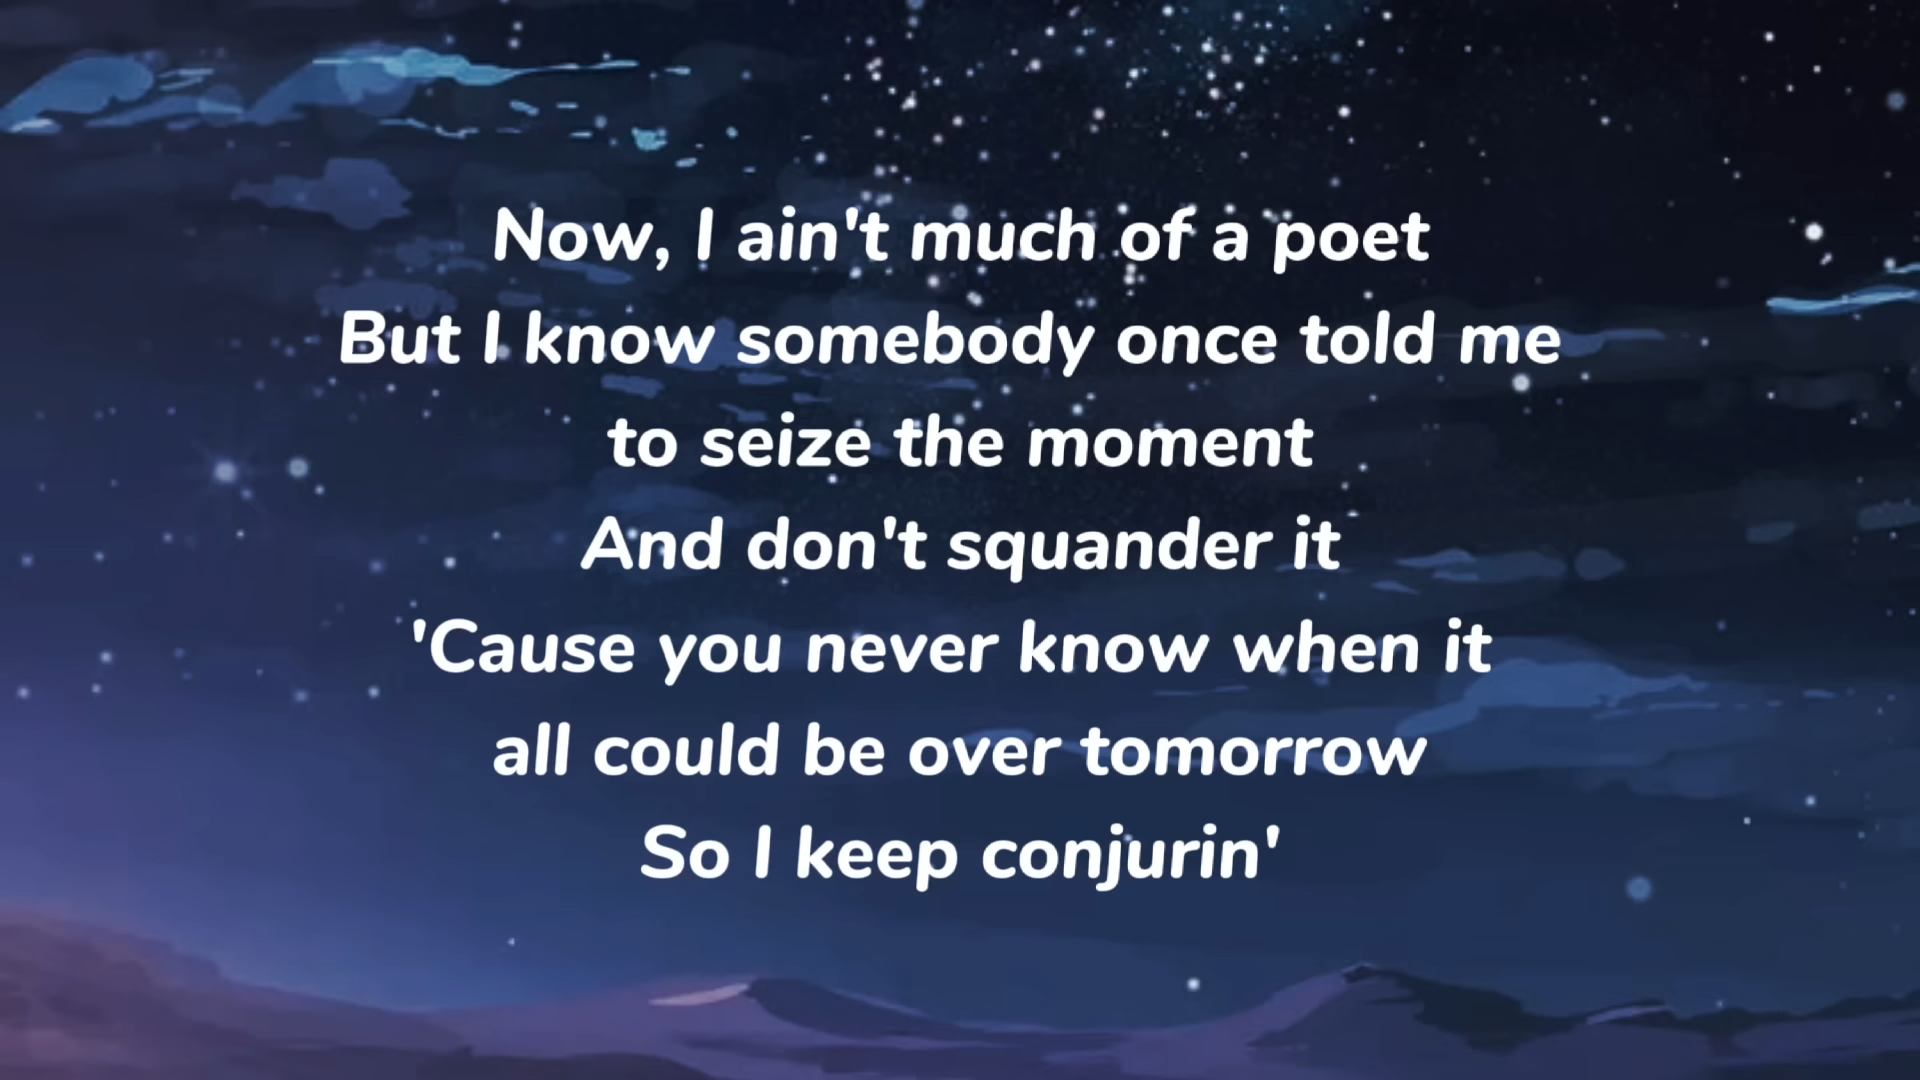 Now, I ain't much of a poet
But I know somebody once told me
to seize the moment
And don't squander it
'Cause you never know when it
all could be over tomorrow
So I keep conjurin'